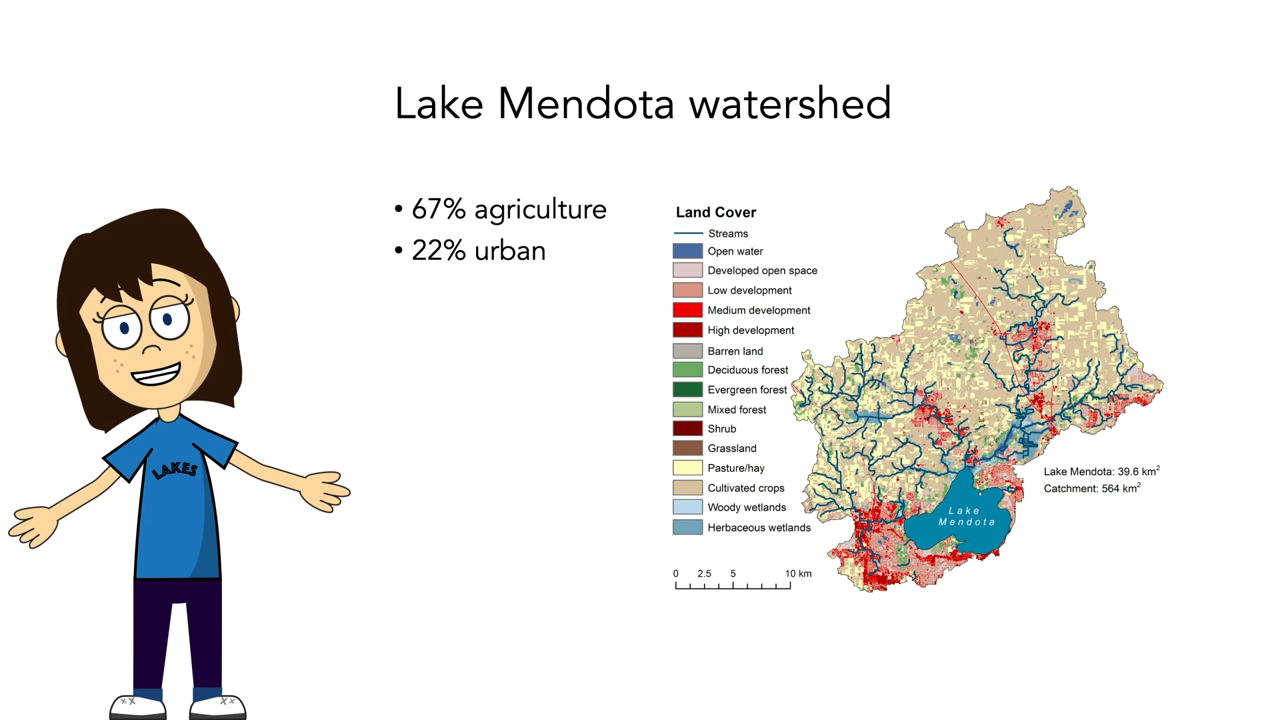 Lake Mendota watershed
• 67% agriculture
• 22% urban
LAKES
Land Cover
Streams
Open water
Developed open space
Low development
Medium development
High development
Barren land
Deciduous forest
Evergreen forest
Mixed forest
Shrub
Grassland
Pasture/hay
Cultivated crops
Woody wetlands
Herbaceous wetlands
0 2.5 5 10 km
Lake
Mendota
Lake Mendota: 39.6 km²
Catchment: 564 km²